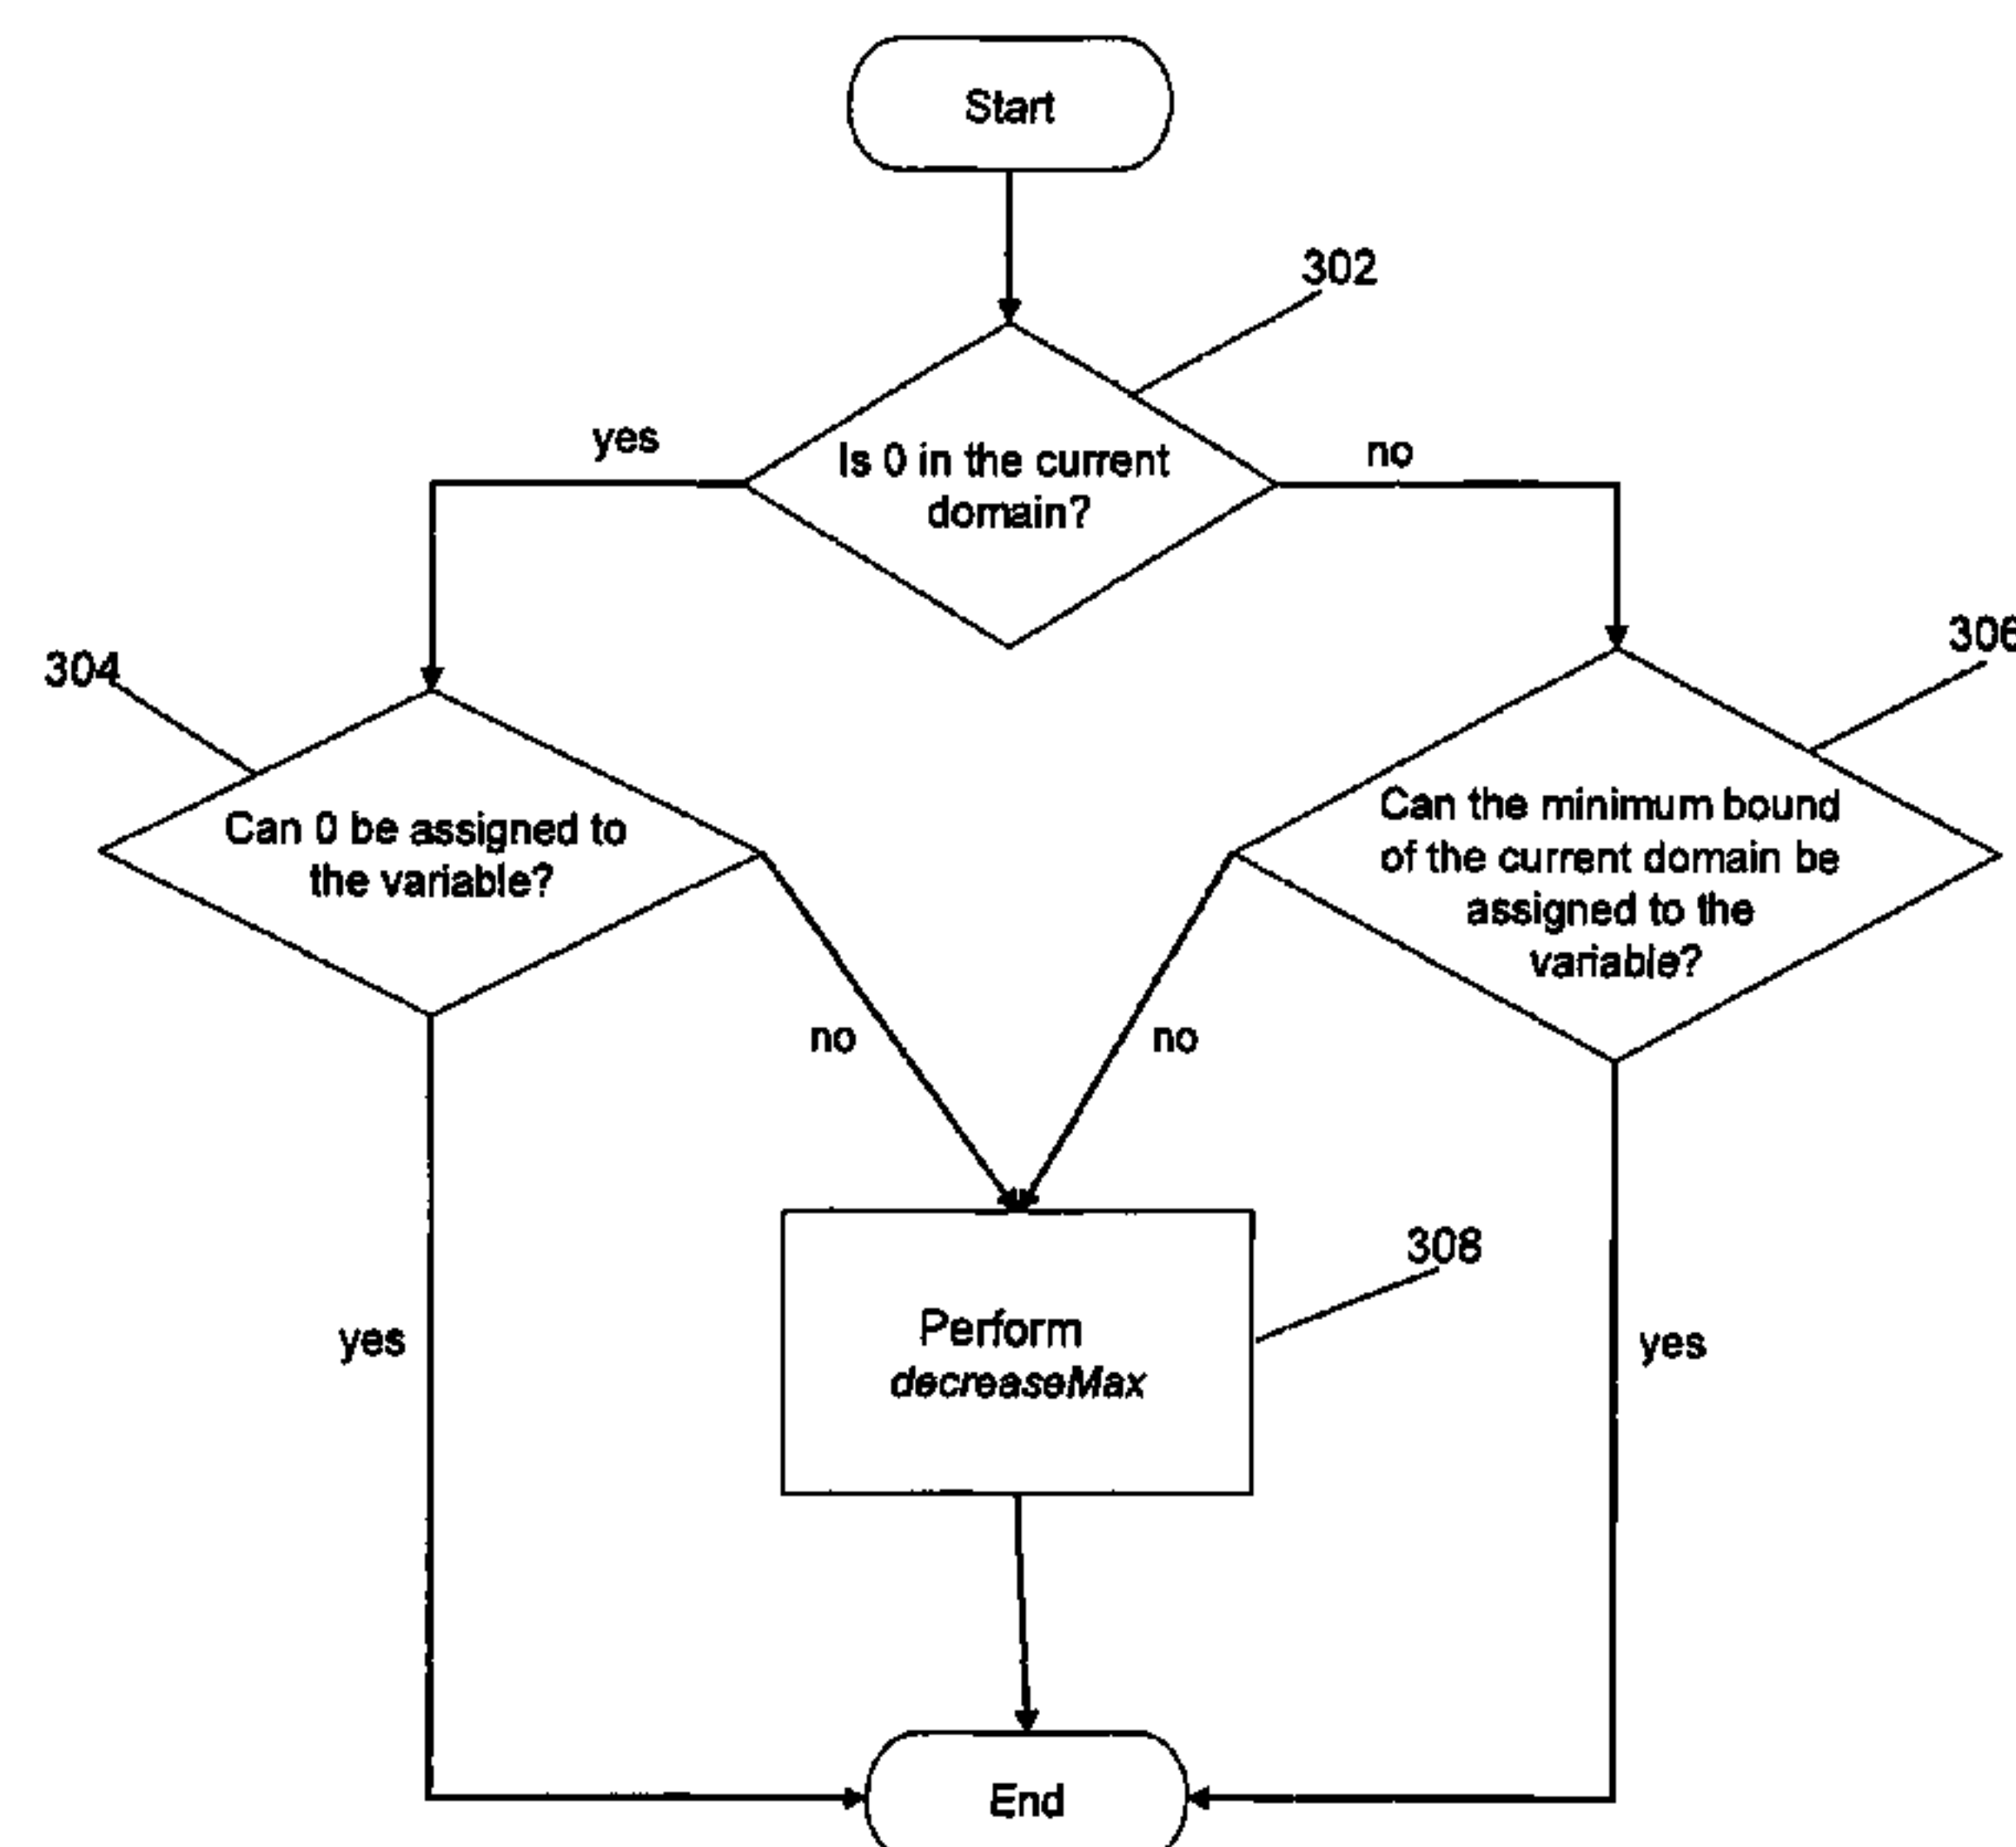 Start
302
yes
Is 0 in the current
domain?
no
304
306
Can 0 be assigned to
the variable?
Can the minimum bound
of the current domain be
assigned to the
variable?
no
no
308
Perform
decreaseMax
yes
yes
End